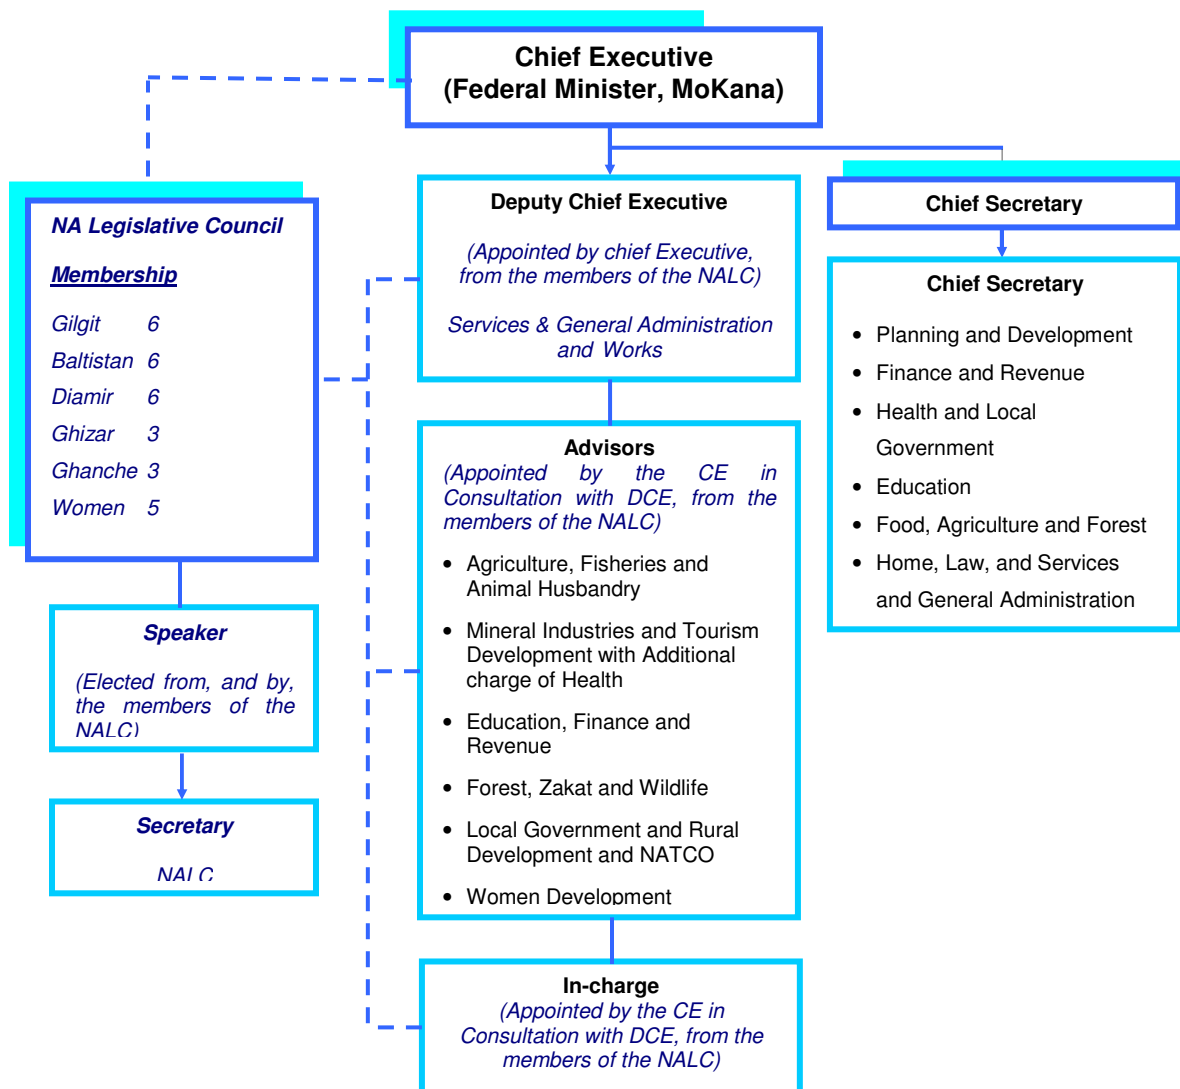 Chief Executive
(Federal Minister, MoKana)
NA Legislative Council
Membership
Gilgit 6
Baltistan 6
Diamir 6
Ghizar 3
Ghanche 3
Women 5
Speaker
(Elected from, and by,
the members of the
NALC)
Secretary
NALC
Deputy Chief Executive
(Appointed by chief Executive,
from the members of the NALC)
Services & General Administration
and Works
Advisors
(Appointed by the CE in
Consultation with DCE, from the
members of the NALC)
• Agriculture, Fisheries and
Animal Husbandry
• Mineral Industries and Tourism
Development with Additional
charge of Health
• Education, Finance and
Revenue
• Forest, Zakat and Wildlife
• Local Government and Rural
Development and NATCO
• Women Development
In-charge
(Appointed by the CE in
Consultation with DCE, from the
members of the NALC)
Chief Secretary
Chief Secretary
• Planning and Development
• Finance and Revenue
• Health and Local
Government
• Education
• Food, Agriculture and Forest
• Home, Law, and Services
and General Administration